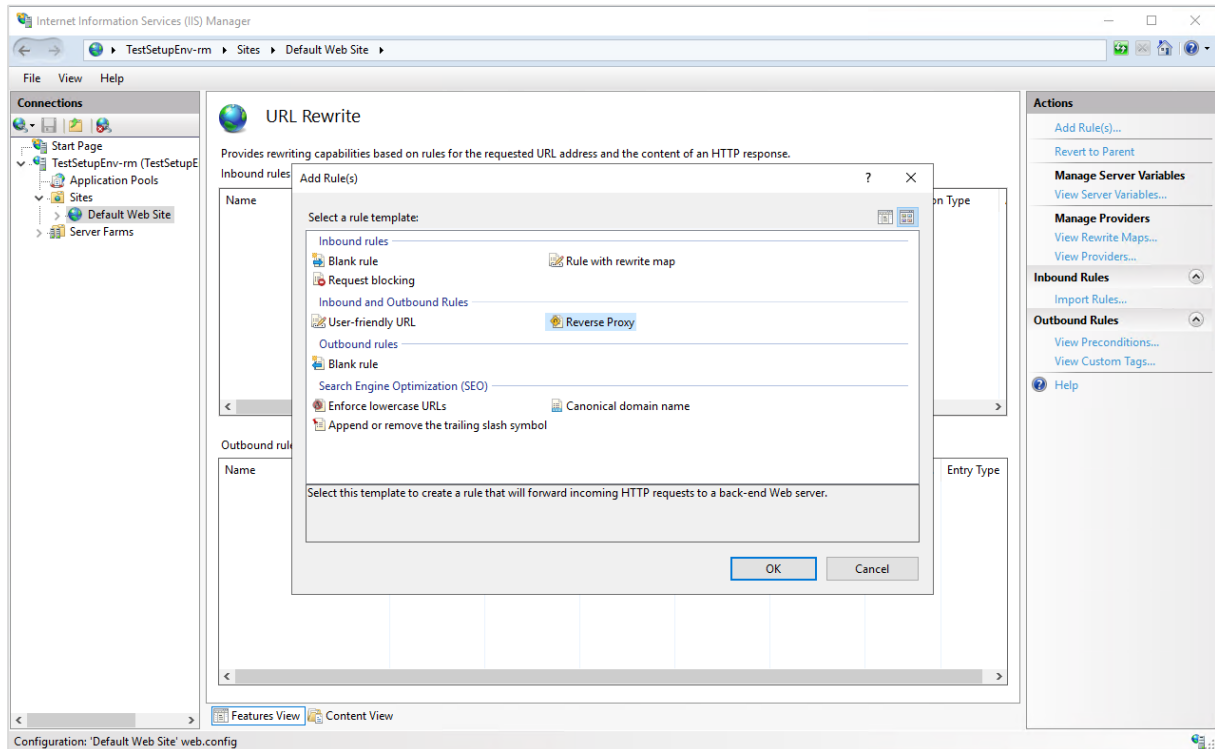 Internet Information Services (IIS) Manager
TestSetupEnv-rm Sites Default Web Site
File View Help
Connections
Start Page
TestSetupEnv-rm (TestSetupE
Application Pools
Sites
Default Web Site
Server Farms
URL Rewrite
Provides rewriting capabilities based on rules for the requested URL address and the content of an HTTP response.
Inbound rules
Name
on Type
Add Rule(s)
?
Select a rule template:
Inbound rules
Blank rule
Rule with rewrite map
Request blocking
Inbound and Outbound Rules
User-friendly URL
Reverse Proxy
Outbound rules
Blank rule
Search Engine Optimization (SEO)
Enforce lowercase URLs
Canonical domain name
Append or remove the trailing slash symbol
Select this template to create a rule that will forward incoming HTTP requests to a back-end Web server.
OK
Cancel
Outbound rule
Name
Entry Type
Features View
Content View
Actions
Add Rule(s)...
Revert to Parent
Manage Server Variables
View Server Variables...
Manage Providers
View Rewrite Maps...
View Providers...
Inbound Rules
Import Rules...
Outbound Rules
View Preconditions...
View Custom Tags...
Help
Configuration: 'Default Web Site' web.config